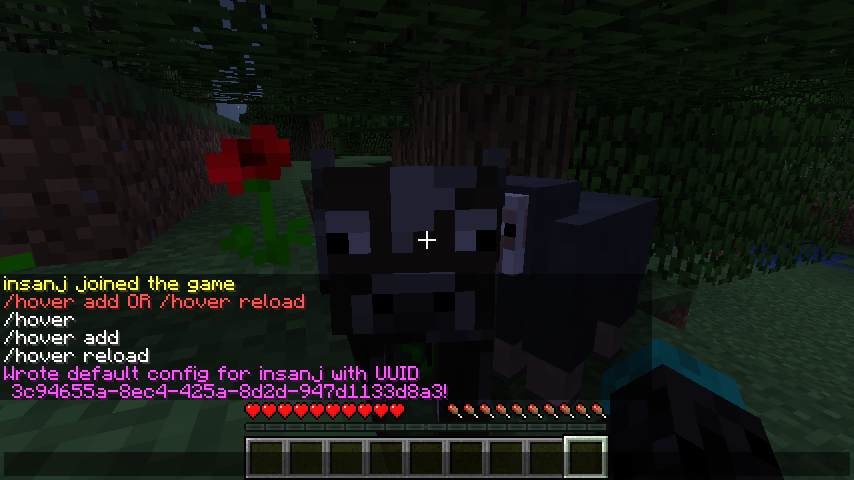 insanj joined the game
/hover add OR /hover reload
/hover
/hover add
/hover reload
Wrote default config for insanj with UUID
3c94655a-8ec4-425a-8d2d-947d1133d8a3!